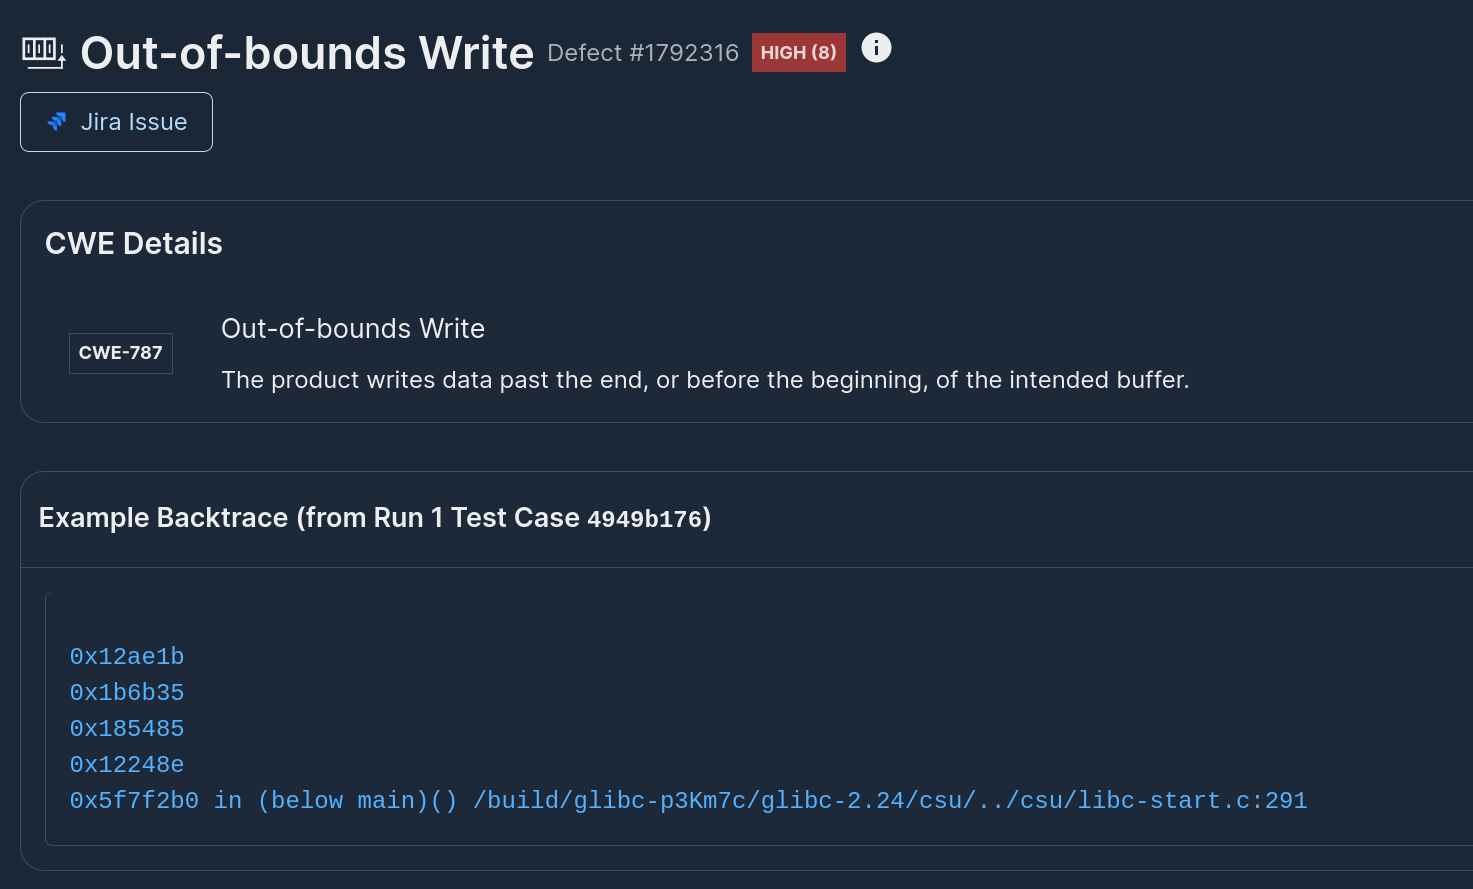 Out-of-bounds Write Defect #1792316 HIGH (8)
Jira Issue
CWE Details
Out-of-bounds Write
CWE-787
The product writes data past the end, or before the beginning, of the intended buffer.
Example Backtrace (from Run 1 Test Case 4949b176)
0x12ae1b
0x1b6b35
0x185485
0x12248e
0x5f7f2b0 in (below main)() /build/glibc-p3Km7c/glibc-2.24/csu/../csu/libc-start.c:291